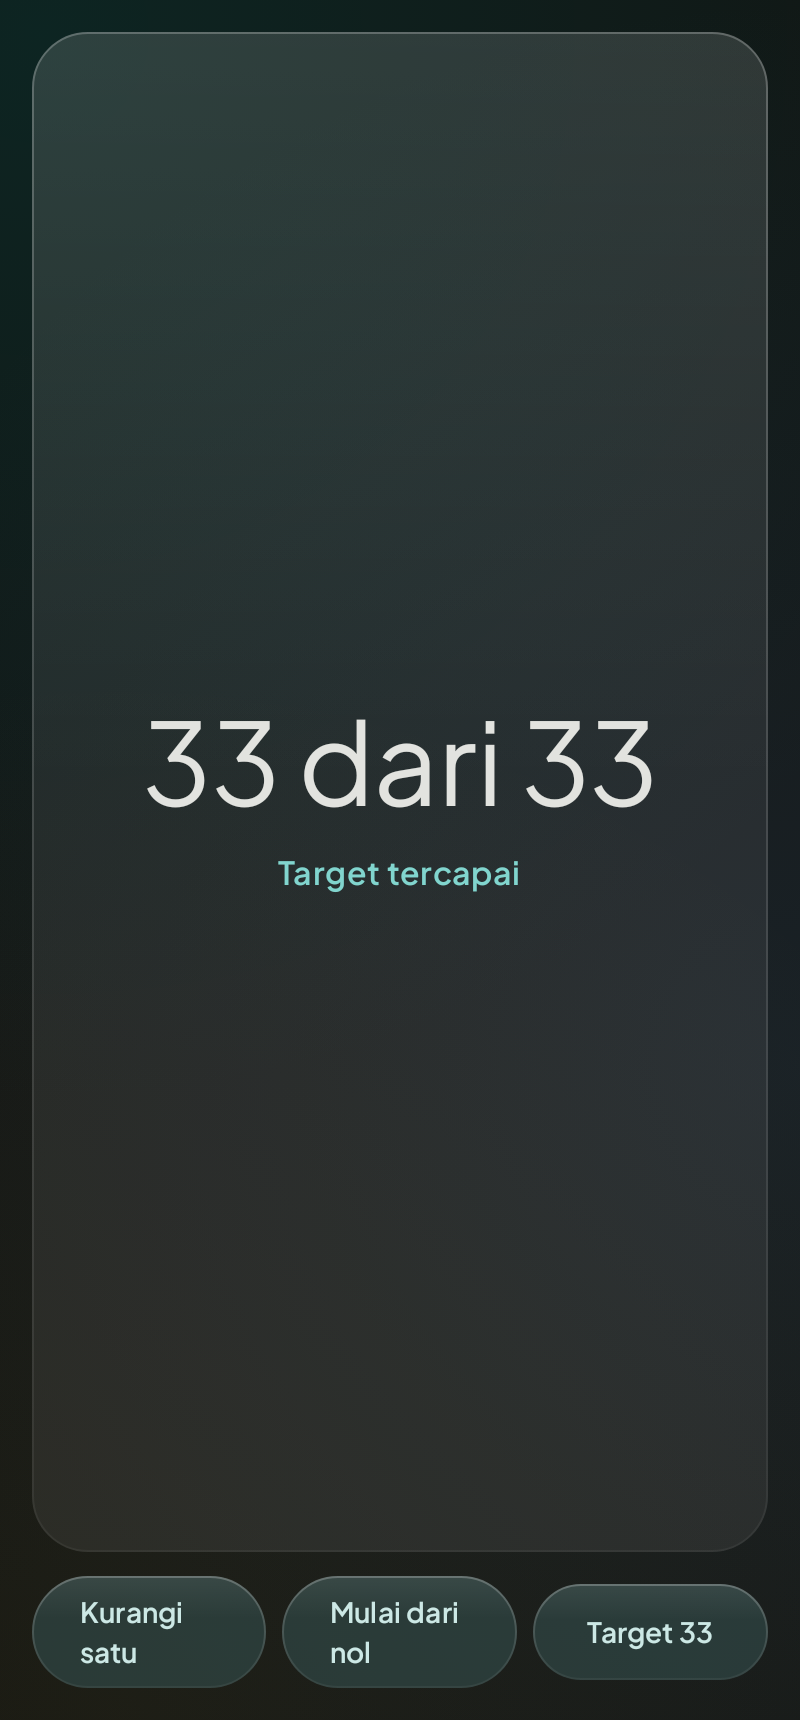 33 dari 33
Target tercapai
Kurangi
satu
Mulai dari
nol
Target 33